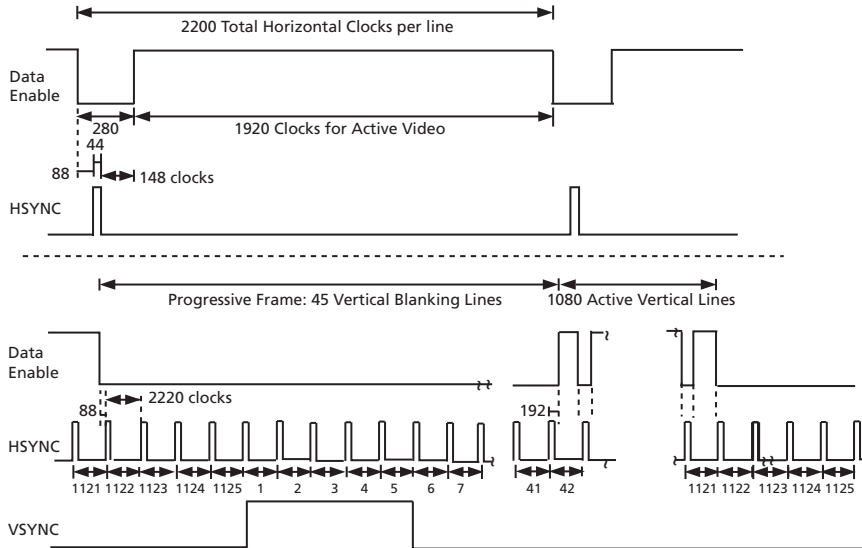 2200 Total Horizontal Clocks per line
Data
Enable
280
1920 Clocks for Active Video
44
88
148 clocks
HSYNC
Progressive Frame: 45 Vertical Blanking Lines
1080 Active Vertical Lines
Data
Enable
2220 clocks
88
192
HSYNC
1121 1122 1123 1124 1125 1 2 3 4 5 6 7 41 42 1121 1122 1123 1124 1125
VSYNC